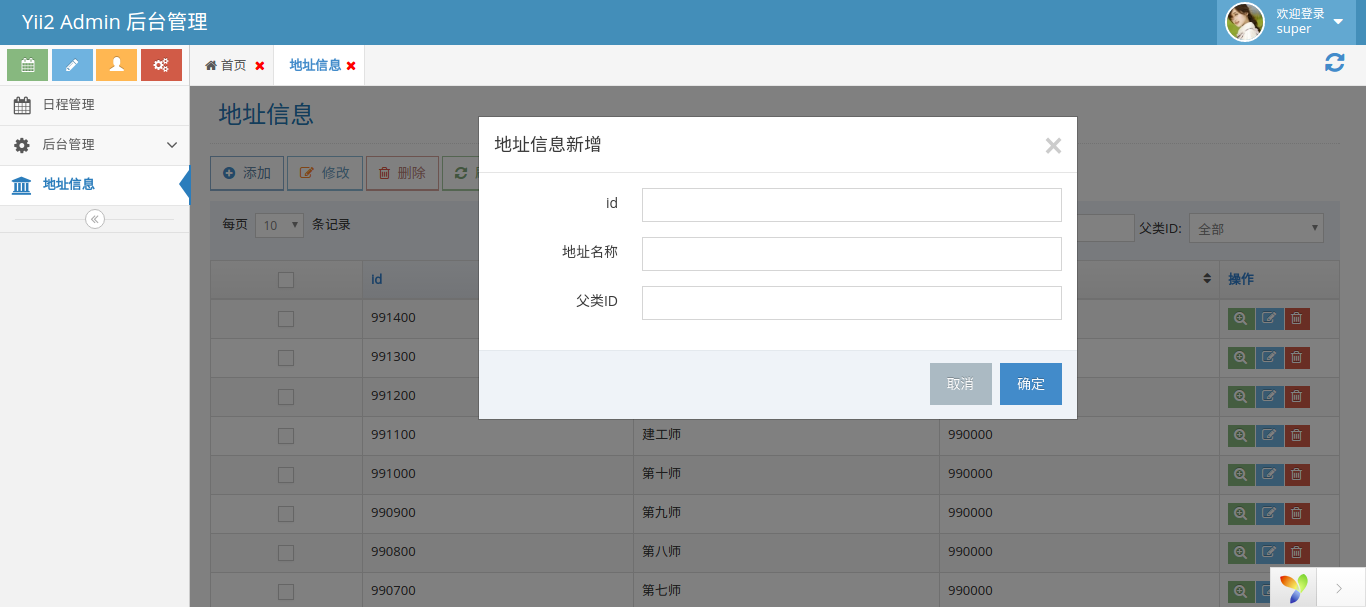 Yii2 Admin 后台管理
欢迎登录
super
首页
地址信息
日程管理
后台管理
地址信息
地址信息
添加
修改
删除
地址信息新增
id
地址名称
父类ID
取消
确定
每页 10 条记录
父类ID: 全部
Id
操作
991400
991300
991200
991100 建工师 990000
991000 第十师 990000
990900 第九师 990000
990800 第八师 990000
990700 第七师 990000